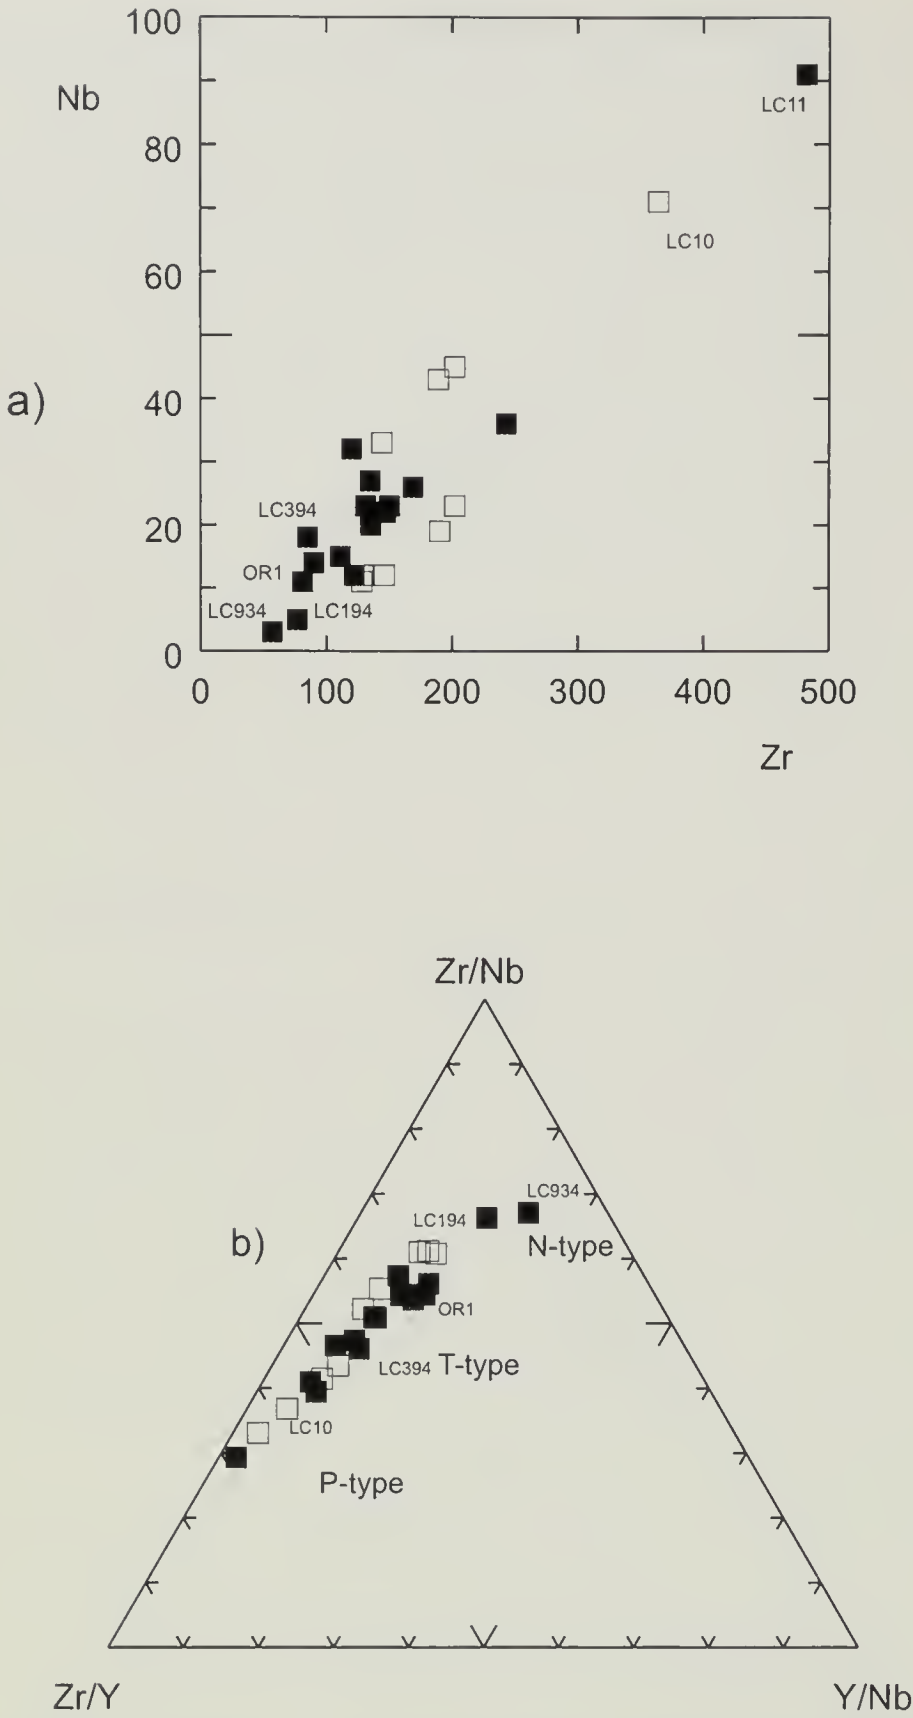 100
Nb
LC11
80
LC10
60
a)
40
LC394
20
OR1
LC934 LC194
0
0 100 200 300 400 500
Zr
Zr/Nb
LC934
LC194
b)
N-type
OR1
LC394 T-type
LC10
P-type
Zr/Y Y/Nb